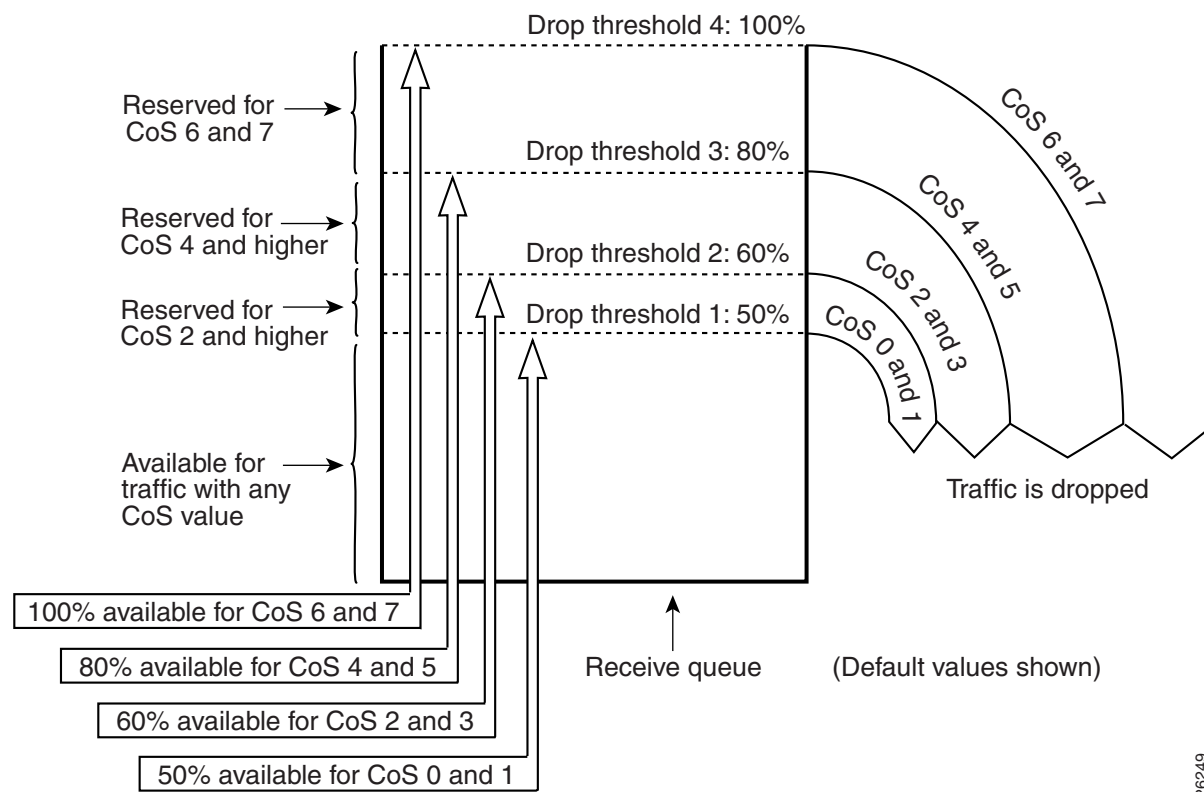 Drop threshold 4: 100%
Reserved for
CoS 6 and 7
CoS 6 and 7
Drop threshold 3: 80%
Reserved for
CoS 4 and higher
CoS 4 and 5
Drop threshold 2: 60%
Reserved for
CoS 2 and higher
CoS 2 and 3
Drop threshold 1: 50%
CoS 0 and 1
Available for
traffic with any
CoS value
Traffic is dropped
100% available for CoS 6 and 7
80% available for CoS 4 and 5
60% available for CoS 2 and 3
50% available for CoS 0 and 1
Receive queue
(Default values shown)
26249